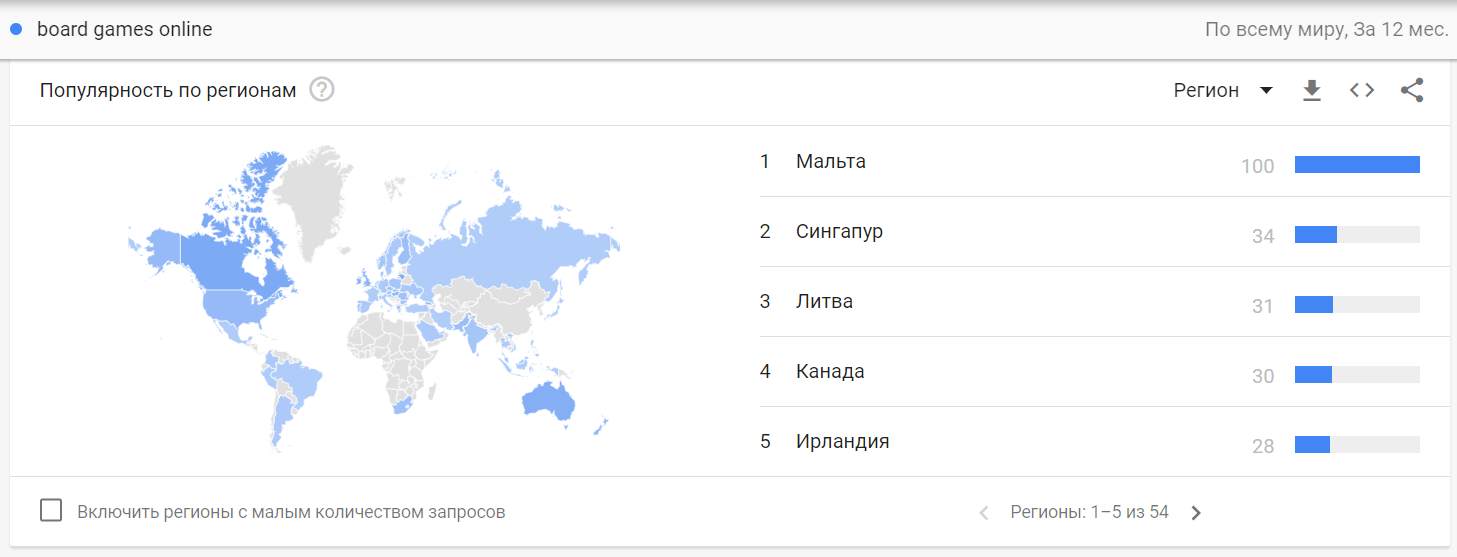 board games online
По всему миру, За 12 мес.
Популярность по регионам ?
Регион
1 Мальта 100
2 Сингапур 34
3 Литва 31
4 Канада 30
5 Ирландия 28
Включить регионы с малым количеством запросов
Регионы: 1–5 из 54